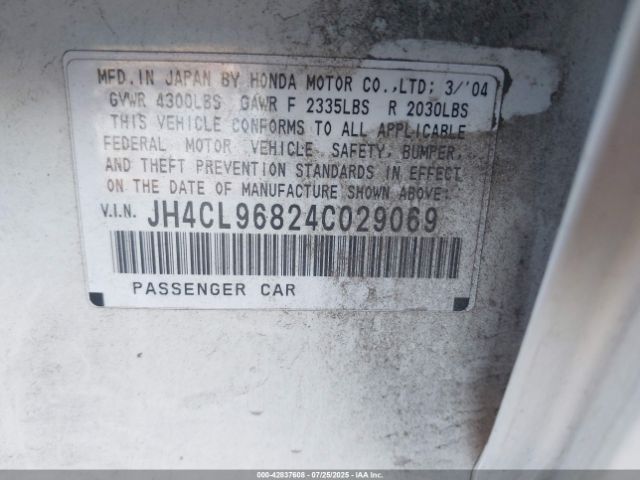 MFD. IN JAPAN BY HONDA MOTOR CO.,LTD; 3/'04
GVWR 4300LBS GAWR F 2335LBS R 2030LBS
THIS VEHICLE CONFORMS TO ALL APPLICABLE
FEDERAL MOTOR VEHICLE SAFETY, BUMPER,
AND THEFT PREVENTION STANDARDS IN EFFECT
ON THE DATE OF MANUFACTURE SHOWN ABOVE.
V.I.N. JH4CL96824C029069
PASSENGER CAR
000-42837608 07/25/2025 IAAI.COM